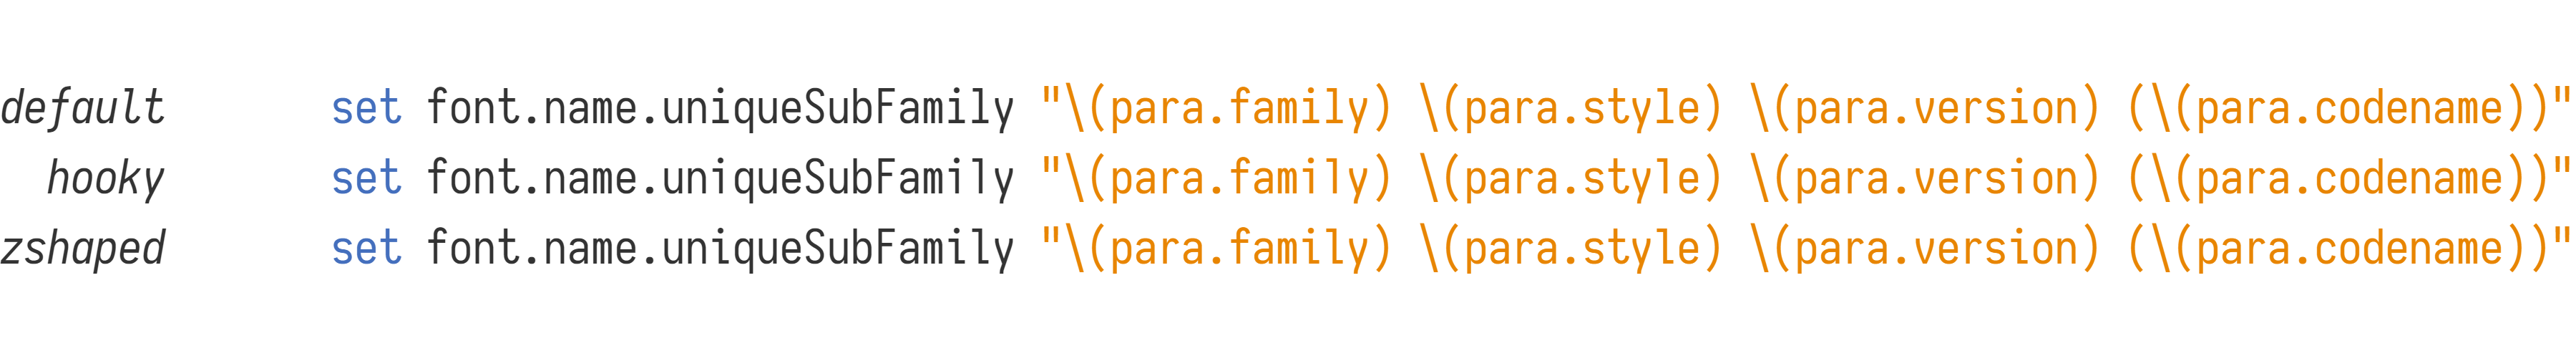 default set font.name.uniqueSubFamily "\(para.family) \(para.style) \(para.version) (\(para.codename))"
hooky set font.name.uniqueSubFamily "\(para.family) \(para.style) \(para.version) (\(para.codename))"
zshaped set font.name.uniqueSubFamily "\(para.family) \(para.style) \(para.version) (\(para.codename))"